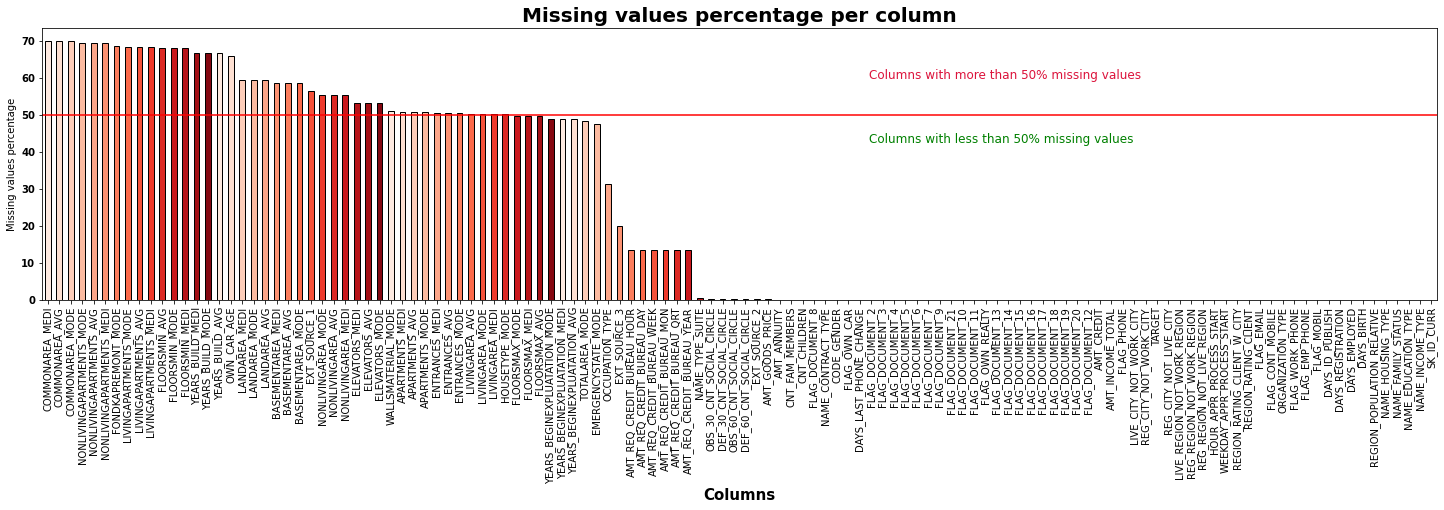 Missing values percentage per column
Missing values percentage
70
60
50
40
30
20
10
0
Columns with more than 50% missing values
Columns with less than 50% missing values
COMMONAREA_MEDI
COMMONAREA_AVG
COMMONAREA_MODE
NONLIVINGAPARTMENTS_MODE
NONLIVINGAPARTMENTS_AVG
NONLIVINGAPARTMENTS_MEDI
FONDKAPREMONT_MODE
LIVINGAPARTMENTS_MODE
LIVINGAPARTMENTS_AVG
LIVINGAPARTMENTS_MEDI
FLOORSMIN_AVG
FLOORSMIN_MODE
FLOORSMIN_MEDI
YEARS_BUILD_MEDI
YEARS_BUILD_MODE
YEARS_BUILD_AVG
OWN_CAR_AGE
LANDAREA_MEDI
LANDAREA_MODE
LANDAREA_AVG
BASEMENTAREA_MEDI
BASEMENTAREA_AVG
BASEMENTAREA_MODE
EXT_SOURCE_1
NONLIVINGAREA_MODE
NONLIVINGAREA_AVG
NONLIVINGAREA_MEDI
ELEVATORS_MEDI
ELEVATORS_AVG
ELEVATORS_MODE
WALLSMATERIAL_MODE
APARTMENTS_MEDI
APARTMENTS_AVG
APARTMENTS_MODE
ENTRANCES_MEDI
ENTRANCES_AVG
ENTRANCES_MODE
LIVINGAREA_AVG
LIVINGAREA_MODE
LIVINGAREA_MEDI
HOUSETYPE_MODE
FLOORSMAX_MODE
FLOORSMAX_MEDI
FLOORSMAX_AVG
YEARS_BEGINEXPLUATATION_MODE
YEARS_BEGINEXPLUATATION_MEDI
YEARS_BEGINEXPLUATATION_AVG
TOTALAREA_MODE
EMERGENCYSTATE_MODE
OCCUPATION_TYPE
EXT_SOURCE_3
AMT_REQ_CREDIT_BUREAU_HOUR
AMT_REQ_CREDIT_BUREAU_DAY
AMT_REQ_CREDIT_BUREAU_WEEK
AMT_REQ_CREDIT_BUREAU_MON
AMT_REQ_CREDIT_BUREAU_QRT
AMT_REQ_CREDIT_BUREAU_YEAR
NAME_TYPE_SUITE
OBS_30_CNT_SOCIAL_CIRCLE
DEF_30_CNT_SOCIAL_CIRCLE
OBS_60_CNT_SOCIAL_CIRCLE
DEF_60_CNT_SOCIAL_CIRCLE
EXT_SOURCE_2
AMT_GOODS_PRICE
AMT_ANNUITY
CNT_FAM_MEMBERS
CNT_CHILDREN
FLAG_DOCUMENT_8
NAME_CONTRACT_TYPE
CODE_GENDER
FLAG_OWN_CAR
DAYS_LAST_PHONE_CHANGE
FLAG_DOCUMENT_2
FLAG_DOCUMENT_3
FLAG_DOCUMENT_4
FLAG_DOCUMENT_5
FLAG_DOCUMENT_6
FLAG_DOCUMENT_7
FLAG_DOCUMENT_9
FLAG_DOCUMENT_21
FLAG_DOCUMENT_10
FLAG_DOCUMENT_11
FLAG_OWN_REALTY
FLAG_DOCUMENT_13
FLAG_DOCUMENT_14
FLAG_DOCUMENT_15
FLAG_DOCUMENT_16
FLAG_DOCUMENT_17
FLAG_DOCUMENT_18
FLAG_DOCUMENT_19
FLAG_DOCUMENT_20
FLAG_DOCUMENT_12
AMT_CREDIT
AMT_INCOME_TOTAL
FLAG_PHONE
LIVE_CITY_NOT_WORK_CITY
REG_CITY_NOT_WORK_CITY
TARGET
REG_CITY_NOT_LIVE_CITY
LIVE_REGION_NOT_WORK_REGION
REG_REGION_NOT_WORK_REGION
REG_REGION_NOT_LIVE_REGION
HOUR_APPR_PROCESS_START
WEEKDAY_APPR_PROCESS_START
REGION_RATING_CLIENT_W_CITY
REGION_RATING_CLIENT
FLAG_EMAIL
FLAG_CONT_MOBILE
ORGANIZATION_TYPE
FLAG_WORK_PHONE
FLAG_EMP_PHONE
FLAG_MOBIL
DAYS_ID_PUBLISH
DAYS_REGISTRATION
DAYS_EMPLOYED
DAYS_BIRTH
REGION_POPULATION_RELATIVE
NAME_HOUSING_TYPE
NAME_FAMILY_STATUS
NAME_EDUCATION_TYPE
NAME_INCOME_TYPE
SK_ID_CURR
Columns